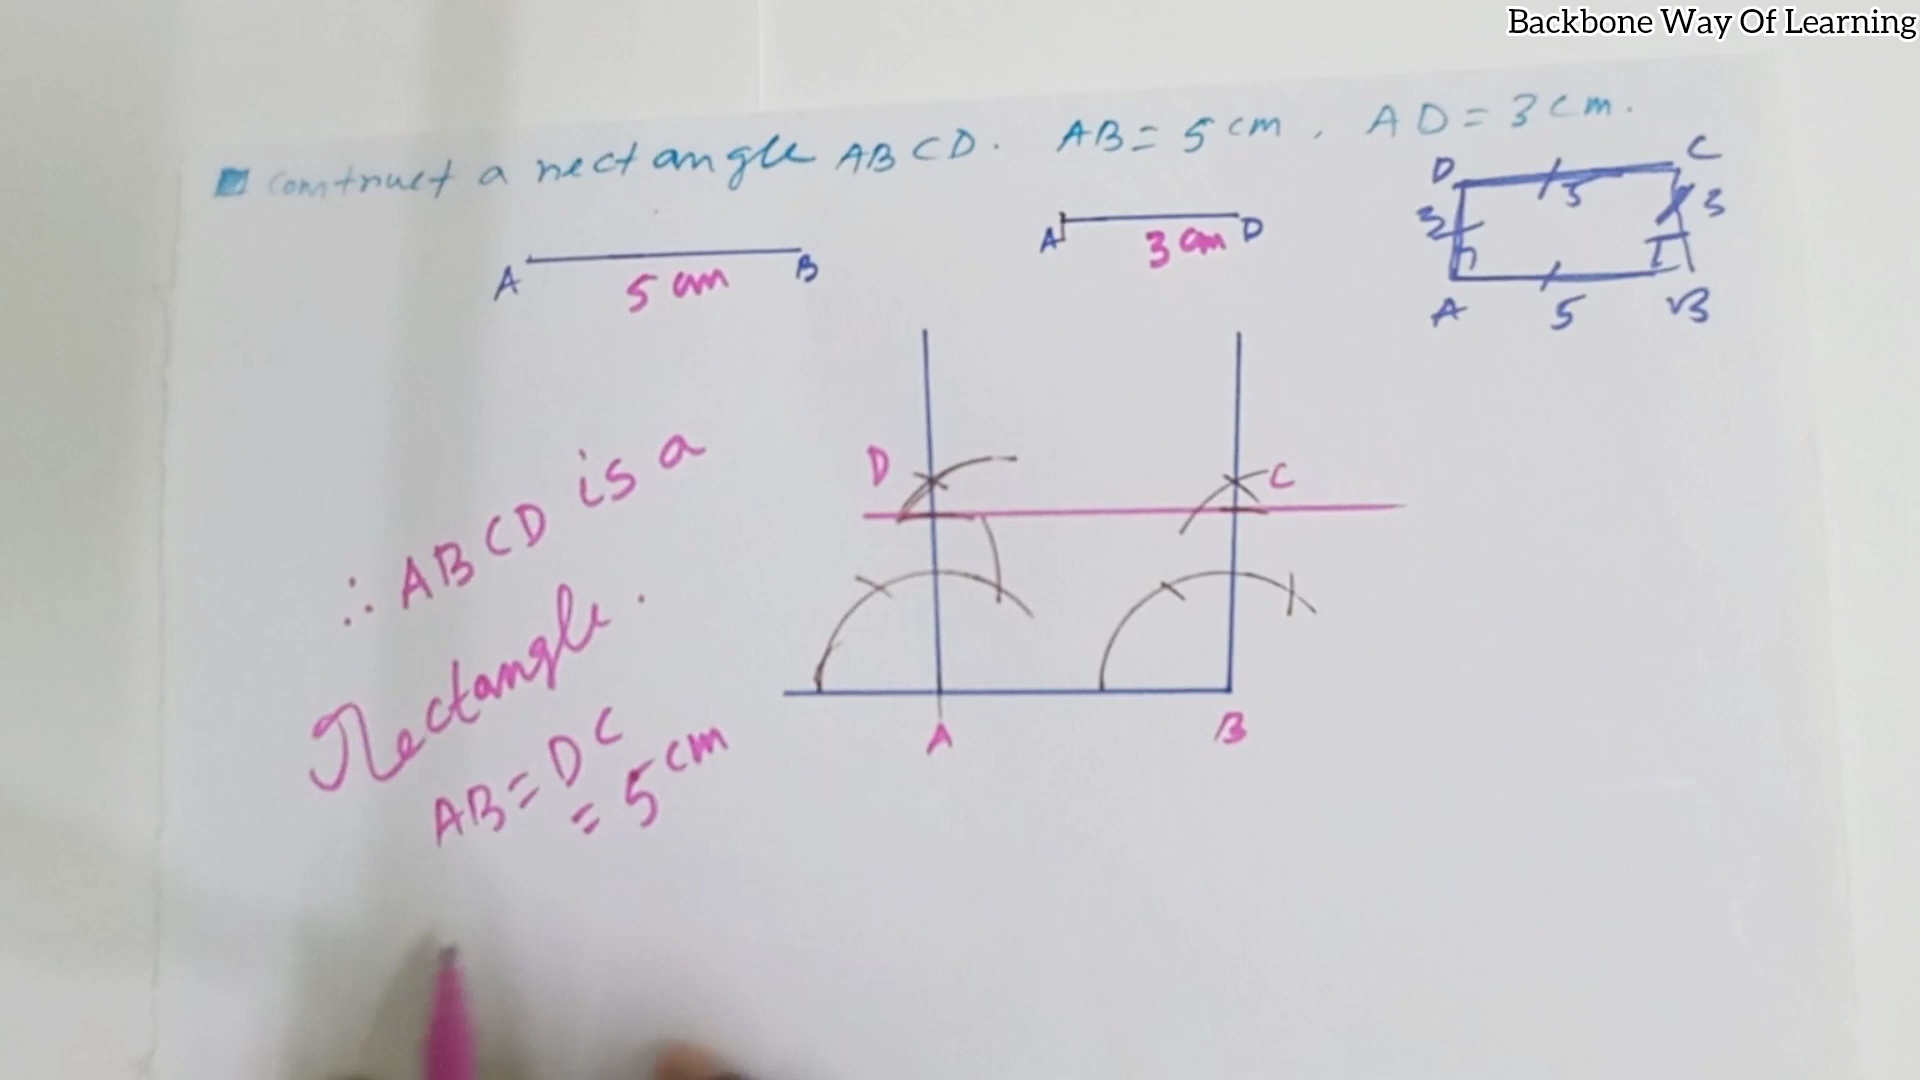 Backbone Way Of Learning
Construct a rectangle ABCD. AB = 5 cm, AD = 3 cm.
D 5 C
3 3
A 5 B
A B
5 cm
A D
3 cm
D C
A B
∴ ABCD is a
Rectangle.
AB = DC
= 5 cm